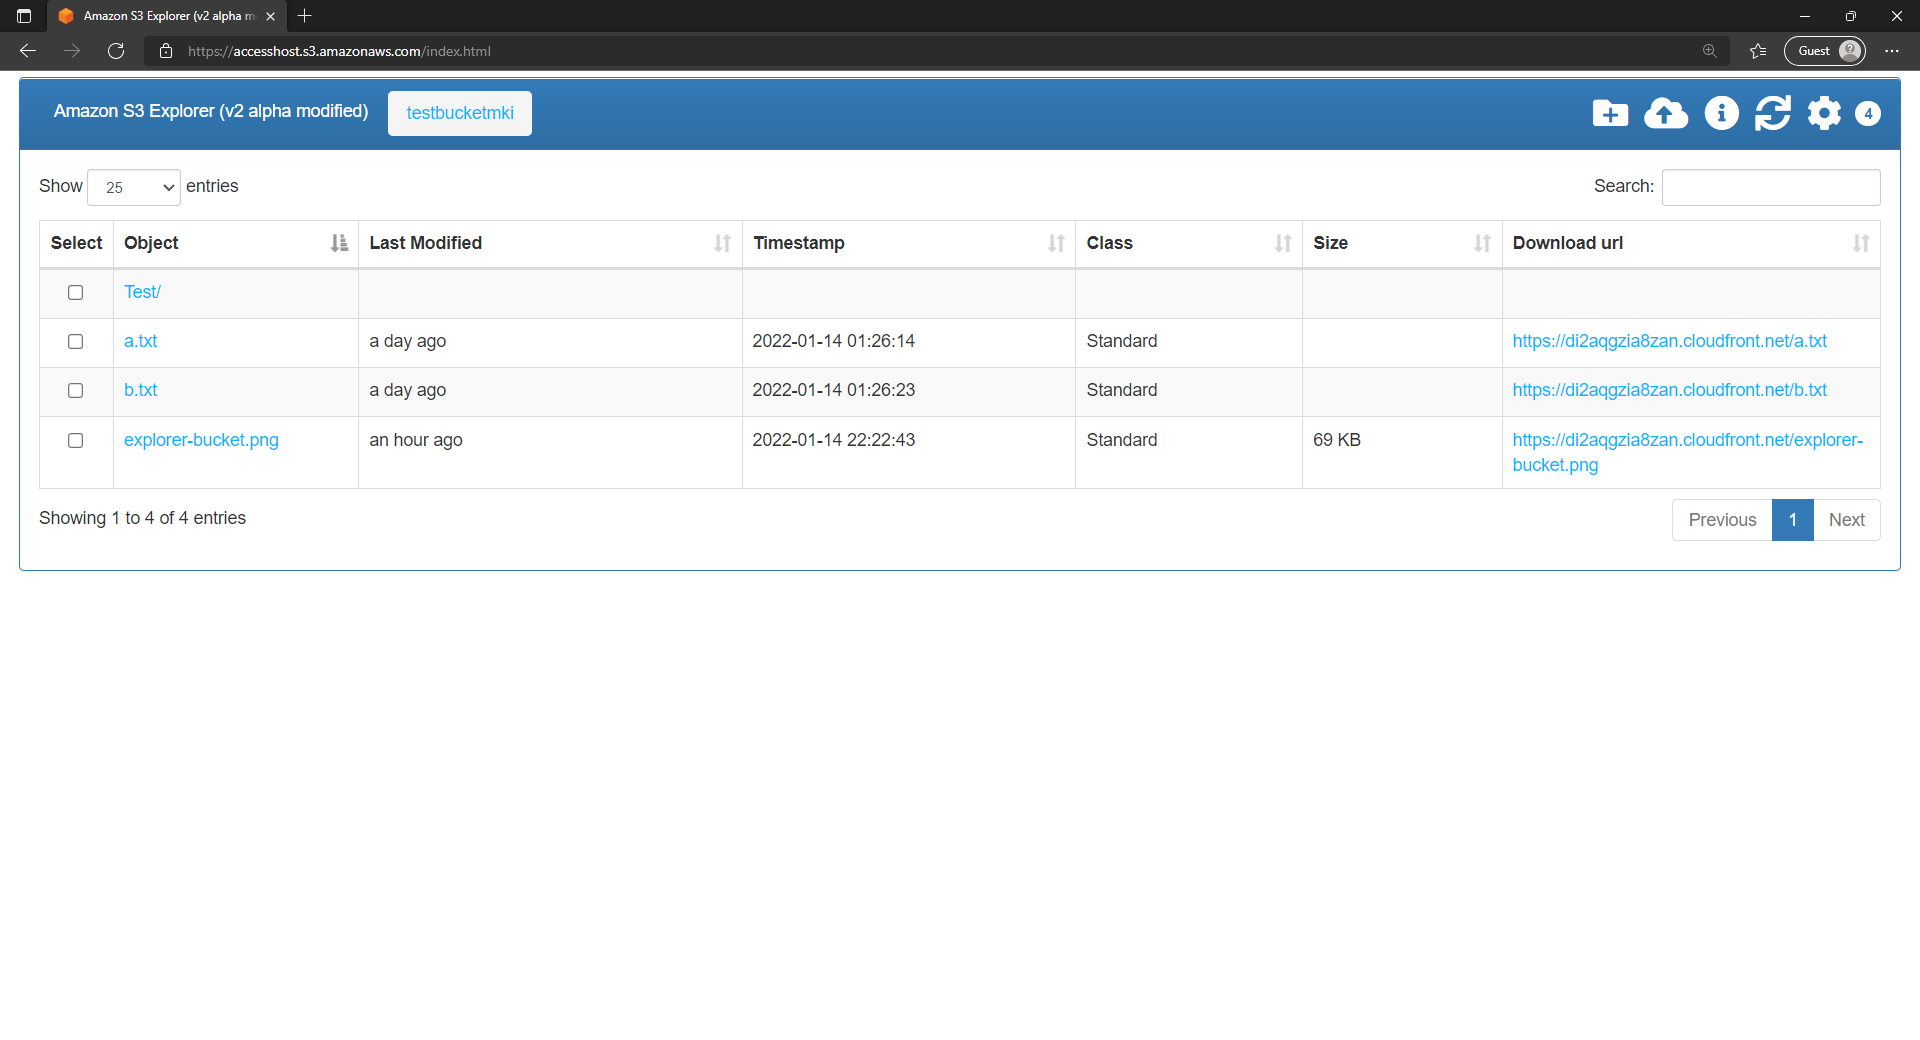 Amazon S3 Explorer (v2 alpha m
Guest
https://accesshost.s3.amazonaws.com/index.html
Amazon S3 Explorer (v2 alpha modified) testbucketmki 4
Show 25 entries Search:
Select Object Last Modified Timestamp Class Size Download url
Test/
a.txt a day ago 2022-01-14 01:26:14 Standard https://di2aqgzia8zan.cloudfront.net/a.txt
b.txt a day ago 2022-01-14 01:26:23 Standard https://di2aqgzia8zan.cloudfront.net/b.txt
explorer-bucket.png an hour ago 2022-01-14 22:22:43 Standard 69 KB https://di2aqgzia8zan.cloudfront.net/explorer-
bucket.png
Showing 1 to 4 of 4 entries Previous 1 Next